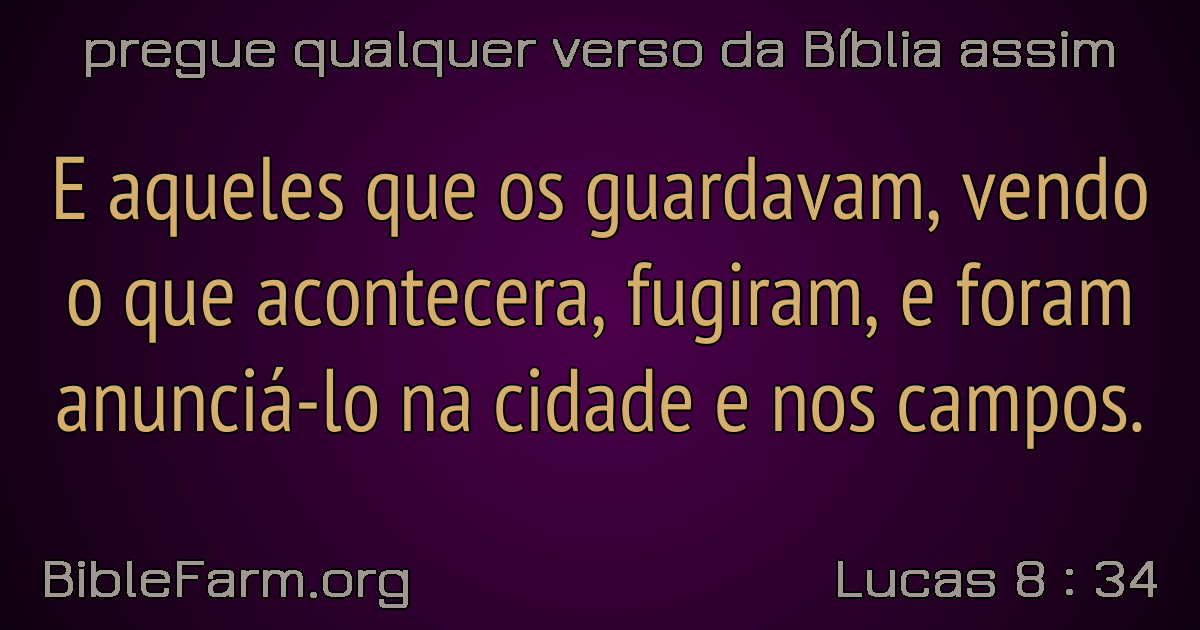 pregue qualquer verso da Bíblia assim
E aqueles que os guardavam, vendo
o que acontecera, fugiram, e foram
anunciá-lo na cidade e nos campos.
BibleFarm.org
Lucas 8 : 34